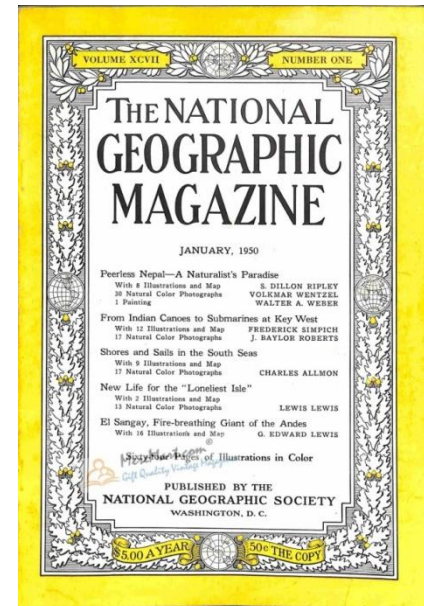 VOLUME XCVII NUMBER ONE
THE NATIONAL
GEOGRAPHIC
MAGAZINE
JANUARY, 1950
Peerless Nepal—A Naturalist's Paradise
With 8 Illustrations and Map S. DILLON RIPLEY
30 Natural Color Photographs VOLKMAR WENTZEL
1 Painting WALTER A. WEBER
From Indian Canoes to Submarines at Key West
With 12 Illustrations and Map FREDERICK SIMPICH
17 Natural Color Photographs J. BAYLOR ROBERTS
Shores and Sails in the South Seas
With 9 Illustrations and Map
17 Natural Color Photographs CHARLES ALLMON
New Life for the "Loneliest Isle"
With 2 Illustrations and Map
13 Natural Color Photographs LEWIS LEWIS
El Sangay, Fire-breathing Giant of the Andes
With 16 Illustrations and Map G. EDWARD LEWIS
Sixty-four Pages of Illustrations in Color
Gift Quality Vintage Magazines
PUBLISHED BY THE
NATIONAL GEOGRAPHIC SOCIETY
WASHINGTON, D. C.
$5.00 A YEAR 50¢ THE COPY